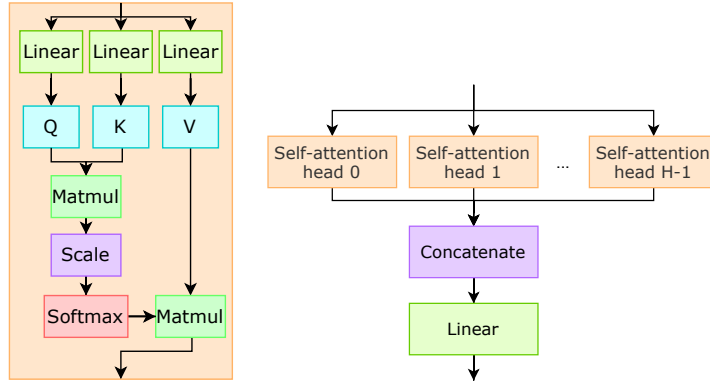 Linear Linear Linear
Q K V
Matmul
Scale
Softmax Matmul
Self-attention
head 0
Self-attention
head 1
...
Self-attention
head H-1
Concatenate
Linear